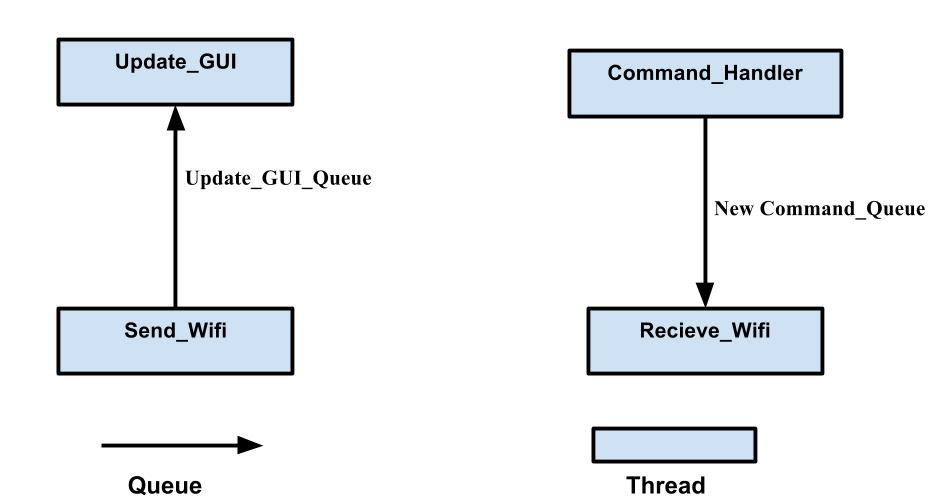 Update_GUI
Command_Handler
Update_GUI_Queue
New Command_Queue
Send_Wifi
Recieve_Wifi
Queue
Thread